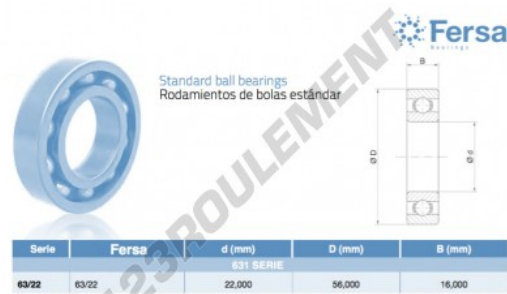 Fersa
Bearings
Standard ball bearings
Rodamientos de bolas estándar
B
Ø D
Ø d
Serie Fersa d (mm) D (mm) B (mm)
631 SERIE
63/22 63/22 22,000 56,000 16,000
123ROULEMENT